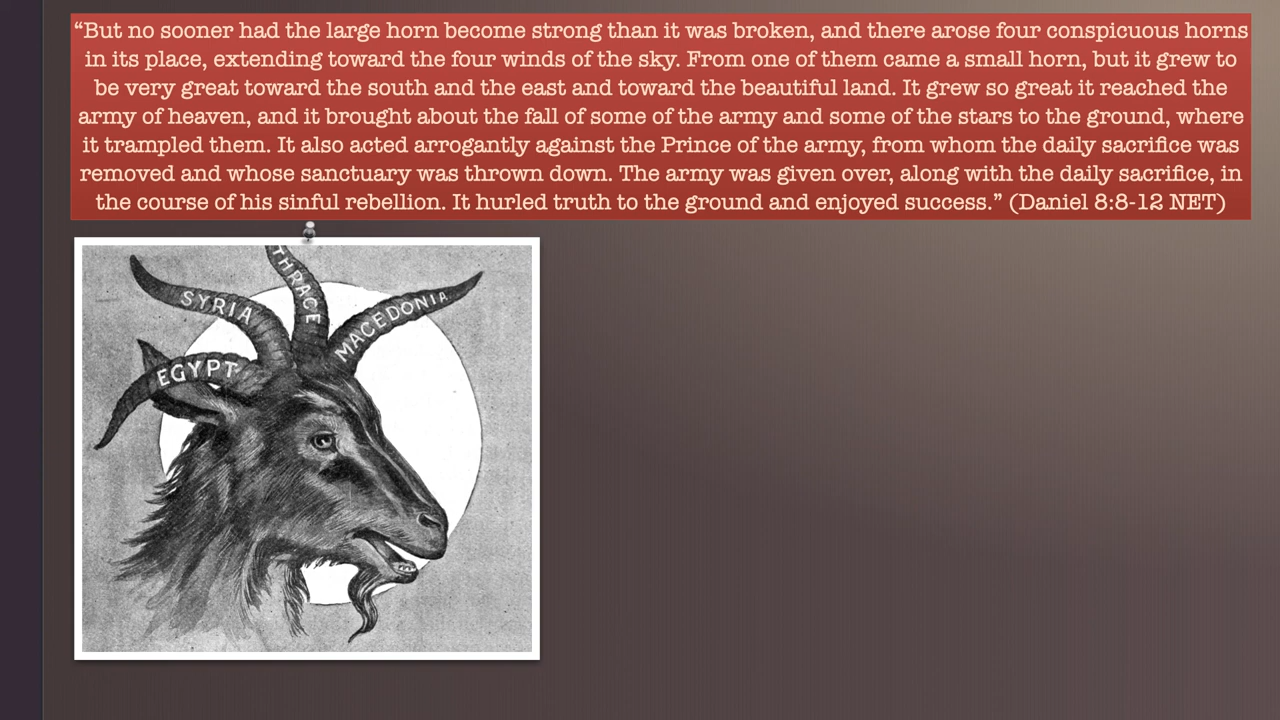 “But no sooner had the large horn become strong than it was broken, and there arose four conspicuous horns
in its place, extending toward the four winds of the sky. From one of them came a small horn, but it grew to
be very great toward the south and the east and toward the beautiful land. It grew so great it reached the
army of heaven, and it brought about the fall of some of the army and some of the stars to the ground, where
it trampled them. It also acted arrogantly against the Prince of the army, from whom the daily sacrifice was
removed and whose sanctuary was thrown down. The army was given over, along with the daily sacrifice, in
the course of his sinful rebellion. It hurled truth to the ground and enjoyed success.” (Daniel 8:8-12 NET)
EGYPT
SYRIA
THRACE
MACEDONIA